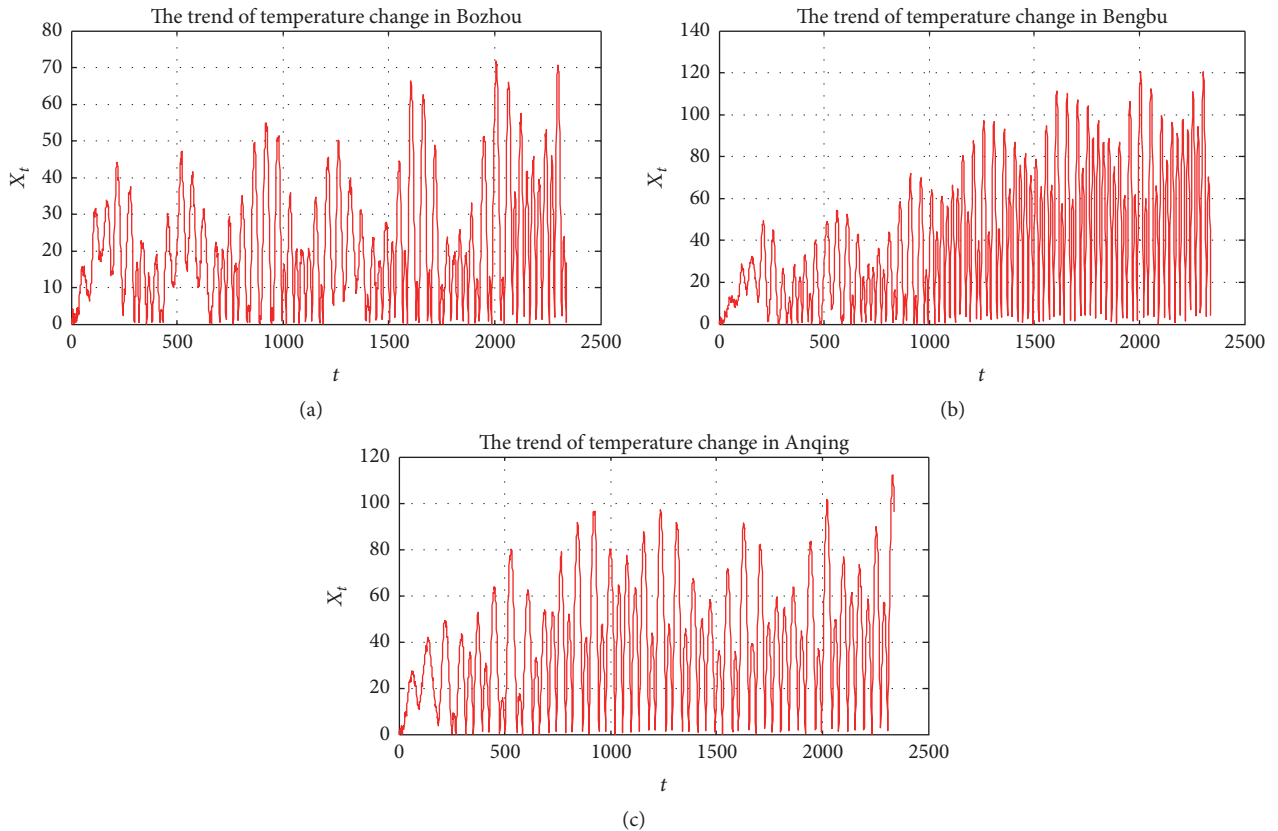 The trend of temperature change in Bozhou
80
70
60
50
40
30
20
10
0
X_t
0 500 1000 1500 2000 2500
t
(a)
The trend of temperature change in Bengbu
140
120
100
80
60
40
20
0
X_t
0 500 1000 1500 2000 2500
t
(b)
The trend of temperature change in Anqing
120
100
80
60
40
20
0
X_t
0 500 1000 1500 2000 2500
t
(c)